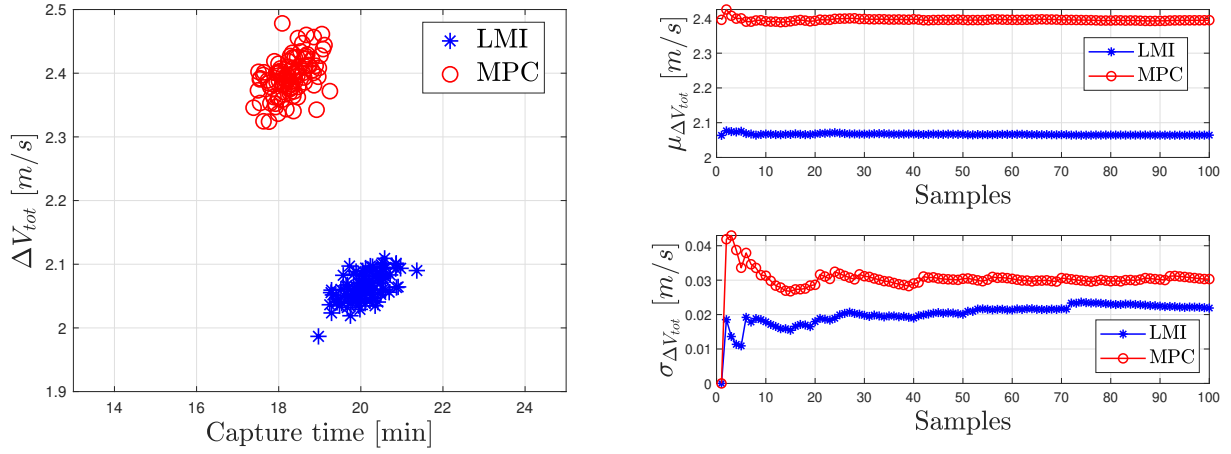 2.5
2.4
2.3
2.2
2.1
2
1.9
ΔV_tot [m/s]
14 16 18 20 22 24
Capture time [min]
LMI
MPC
2.4
2.3
2.2
2.1
2
μ_ΔV_tot [m/s]
0 10 20 30 40 50 60 70 80 90 100
Samples
LMI
MPC
0.04
0.03
0.02
0.01
0
σ_ΔV_tot [m/s]
0 10 20 30 40 50 60 70 80 90 100
Samples
LMI
MPC